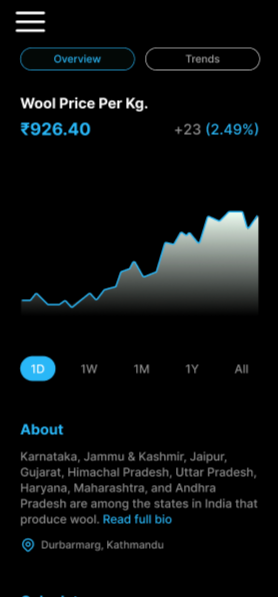 Overview Trends
Wool Price Per Kg.
₹926.40 +23 (2.49%)
1D 1W 1M 1Y All
About
Karnataka, Jammu & Kashmir, Jaipur,
Gujarat, Himachal Pradesh, Uttar Pradesh,
Haryana, Maharashtra, and Andhra
Pradesh are among the states in India that
produce wool. Read full bio
Durbarmarg, Kathmandu